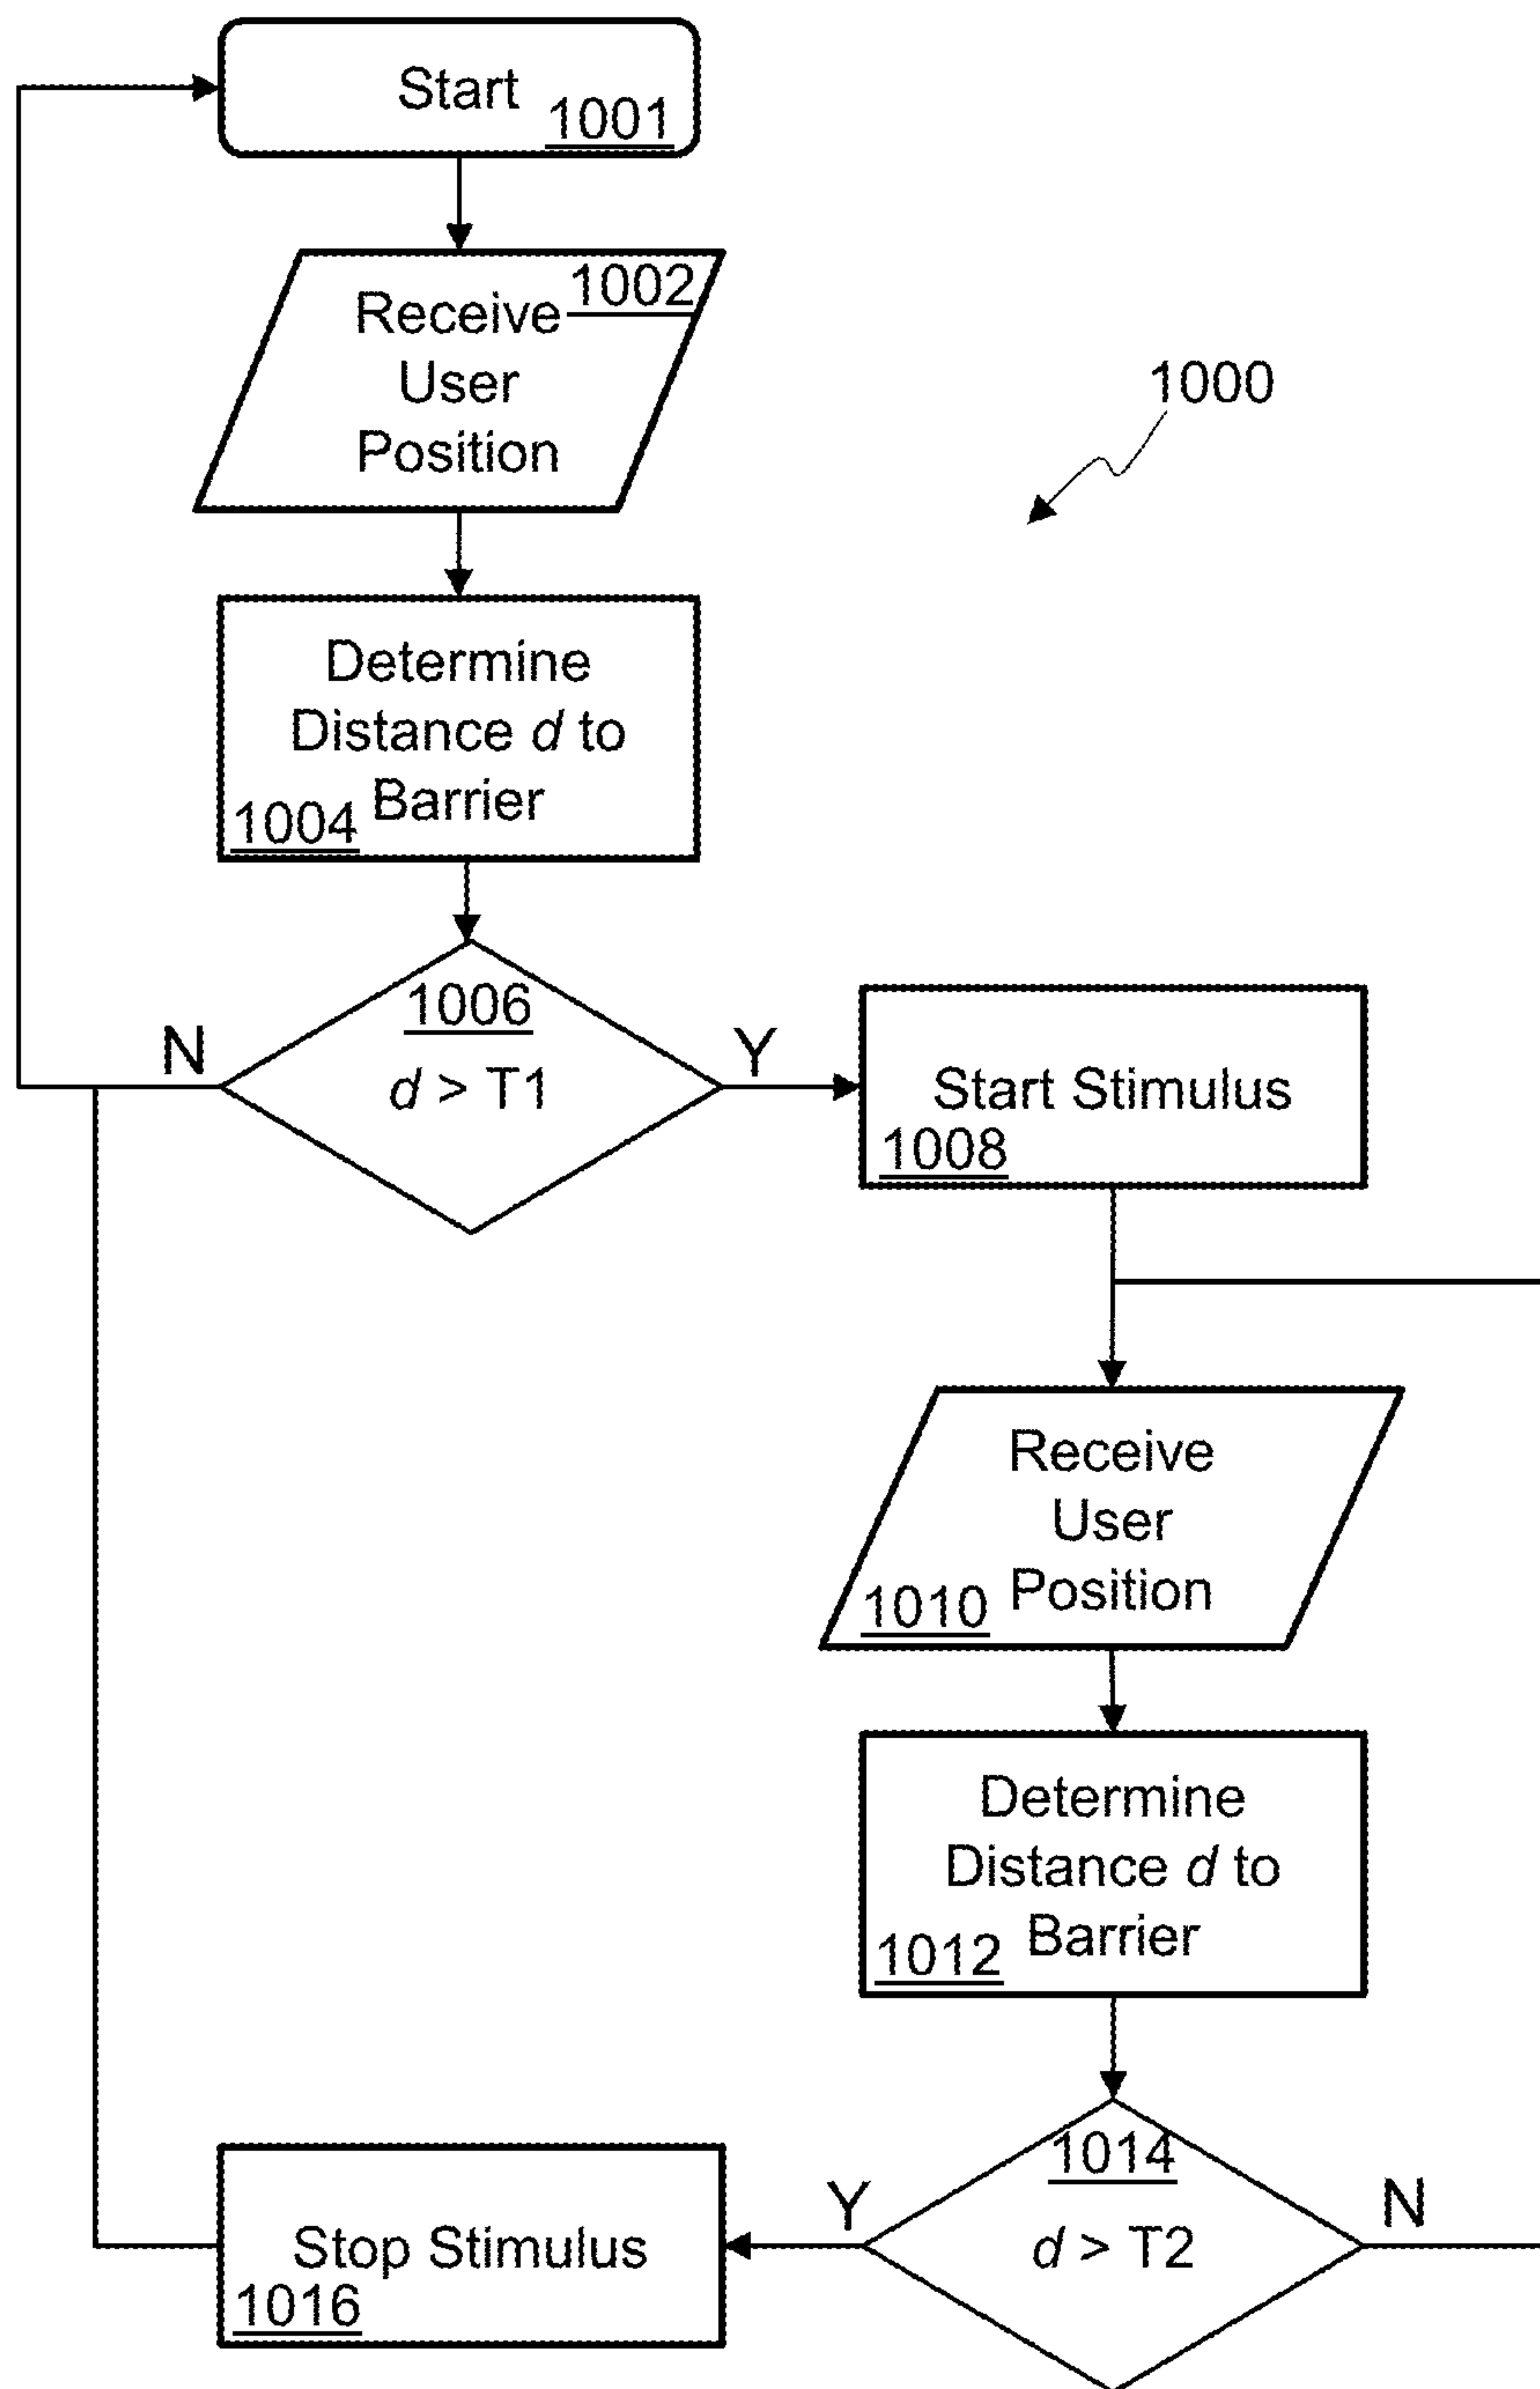 Start
1001
1002
Receive
User
Position
1000
Determine
Distance d to
Barrier
1004
1006
d > T1
N
Y
Start Stimulus
1008
Receive
User
Position
1010
Determine
Distance d to
Barrier
1012
1014
d > T2
Y
N
Stop Stimulus
1016